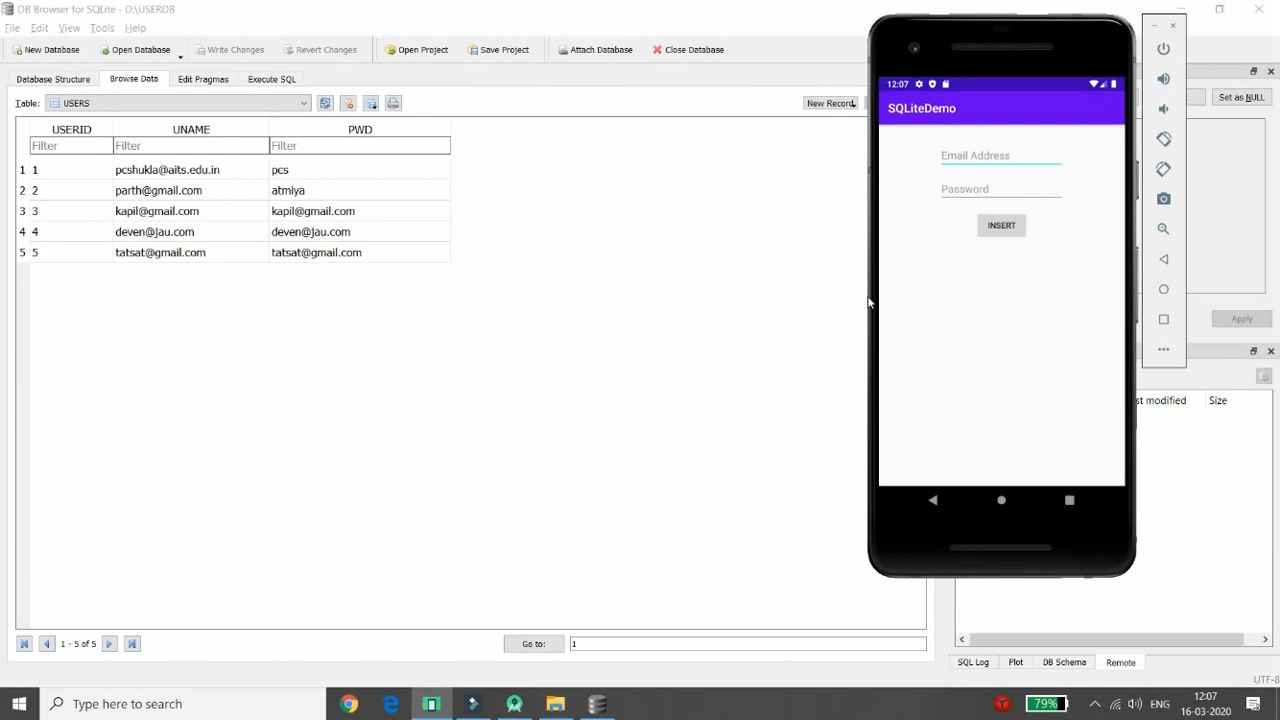 DB Browser for SQLite - D:\USERDB
File Edit View Tools Help
New Database Open Database Write Changes Revert Changes Open Project Save Project Attach Database Close Database
Database Structure Browse Data Edit Pragmas Execute SQL
Table: USERS New Record
USERID UNAME PWD
Filter Filter Filter
1 1 pcshukla@aits.edu.in pcs
2 2 parth@gmail.com atmiya
3 3 kapil@gmail.com kapil@gmail.com
4 4 deven@jau.com deven@jau.com
5 5 tatsat@gmail.com tatsat@gmail.com
1 - 5 of 5 Go to: 1
12:07
SQLiteDemo
Email Address
Password
INSERT
Set as NULL
Apply
st modified Size
SQL Log Plot DB Schema Remote
UTF-8
Type here to search
79% ENG 12:07
16-03-2020